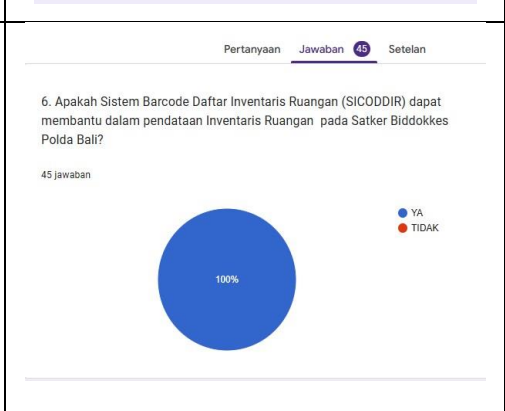 Pertanyaan Jawaban 45 Setelan
6. Apakah Sistem Barcode Daftar Inventaris Ruangan (SICODDIR) dapat
membantu dalam pendataan Inventaris Ruangan pada Satker Biddokkes
Polda Bali?
45 jawaban
YA
TIDAK
100%